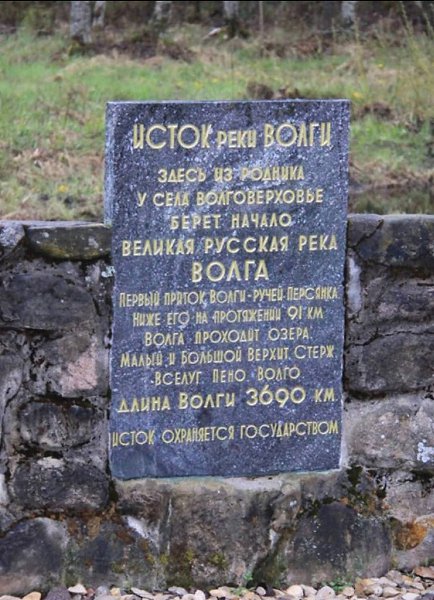 ИСТОК РЕКИ ВОЛГИ
ЗДЕСЬ ИЗ РОДНИКА
У СЕЛА ВОЛГОВЕРХОВЬЕ
БЕРЕТ НАЧАЛО
ВЕЛИКАЯ РУССКАЯ РЕКА
ВОЛГА
ПЕРВЫЙ ПРИТОК ВОЛГИ-РУЧЕЙ ПЕРСЯНКА.
НИЖЕ ЕГО НА ПРОТЯЖЕНИИ 91 КМ
ВОЛГА ПРОХОДИТ ОЗЕРА
МАЛЫЙ И БОЛЬШОЙ ВЕРХИТ, СТЕРЖ,
ВСЕЛУГ, ПЕНО, ВОЛГО
ДЛИНА ВОЛГИ 3690 КМ
ИСТОК ОХРАНЯЕТСЯ ГОСУДАРСТВОМ